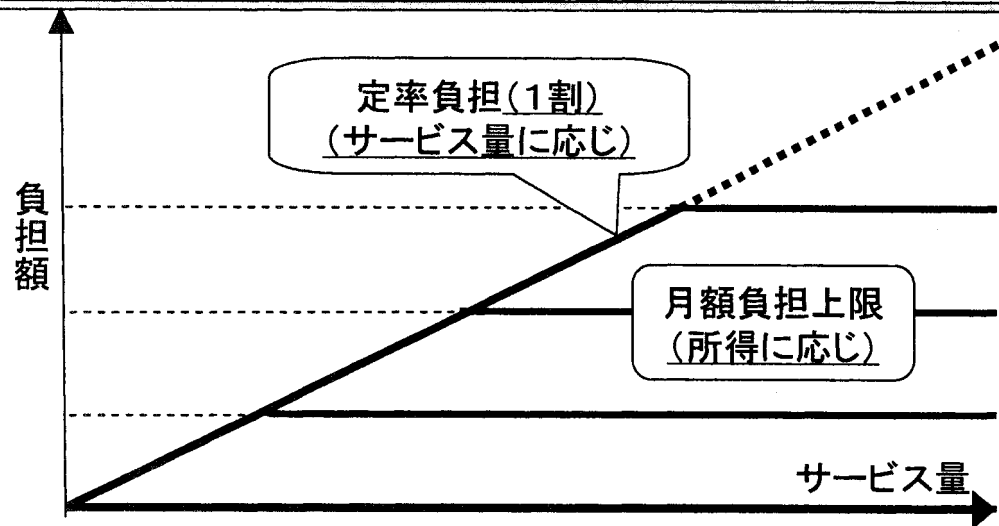 定率負担(1割)
(サービス量に応じ)
負担額
月額負担上限
(所得に応じ)
サービス量